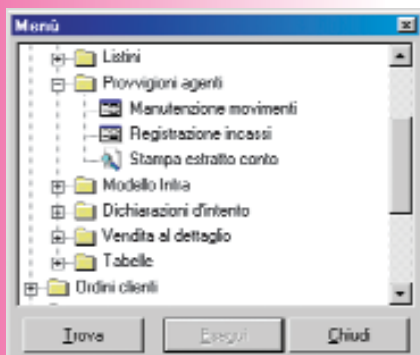 Menù
Listini
Provvigioni agenti
Manutenzione movimenti
Registrazione incassi
Stampa estratto conto
Modello Intra
Dichiarazioni d'intento
Vendita al dettaglio
Tabelle
Ordini clienti
Trova Esegui Chiudi